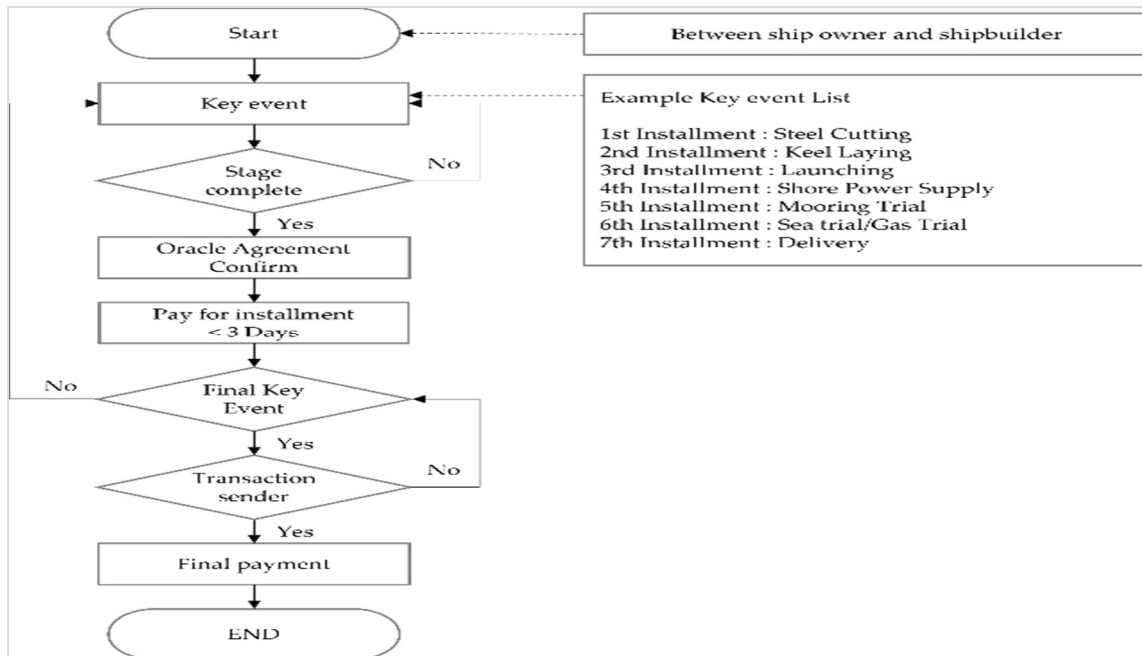 Start
Between ship owner and shipbuilder
Key event
Example Key event List
1st Installment : Steel Cutting
2nd Installment : Keel Laying
3rd Installment : Launching
4th Installment : Shore Power Supply
5th Installment : Mooring Trial
6th Installment : Sea trial/Gas Trial
7th Installment : Delivery
Stage
complete
No
Yes
Oracle Agreement
Confirm
Pay for installment
< 3 Days
Final Key
Event
No
Yes
Transaction
sender
No
Yes
Final payment
END